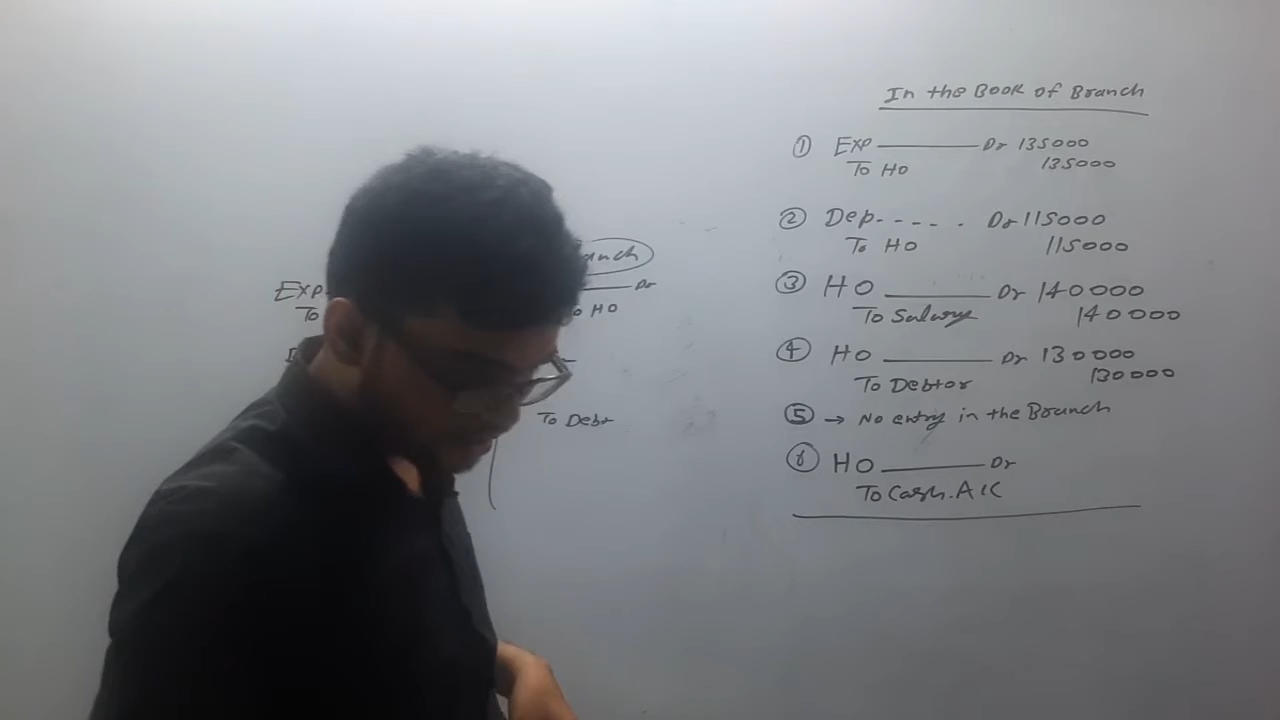 anch
Exp
Dr
To
o HO
To Debt
In the Book of Branch
① Exp ——— Dr 135000
To HO 135000
② Dep- - - - . Dr 115000
To HO 115000
③ HO ——— Dr 140000
To Salary 140000
④ HO ——— Dr 130000
To Debtor 130000
⑤ → No entry in the Branch
⑥ HO ——— Dr
To Cash. A/C